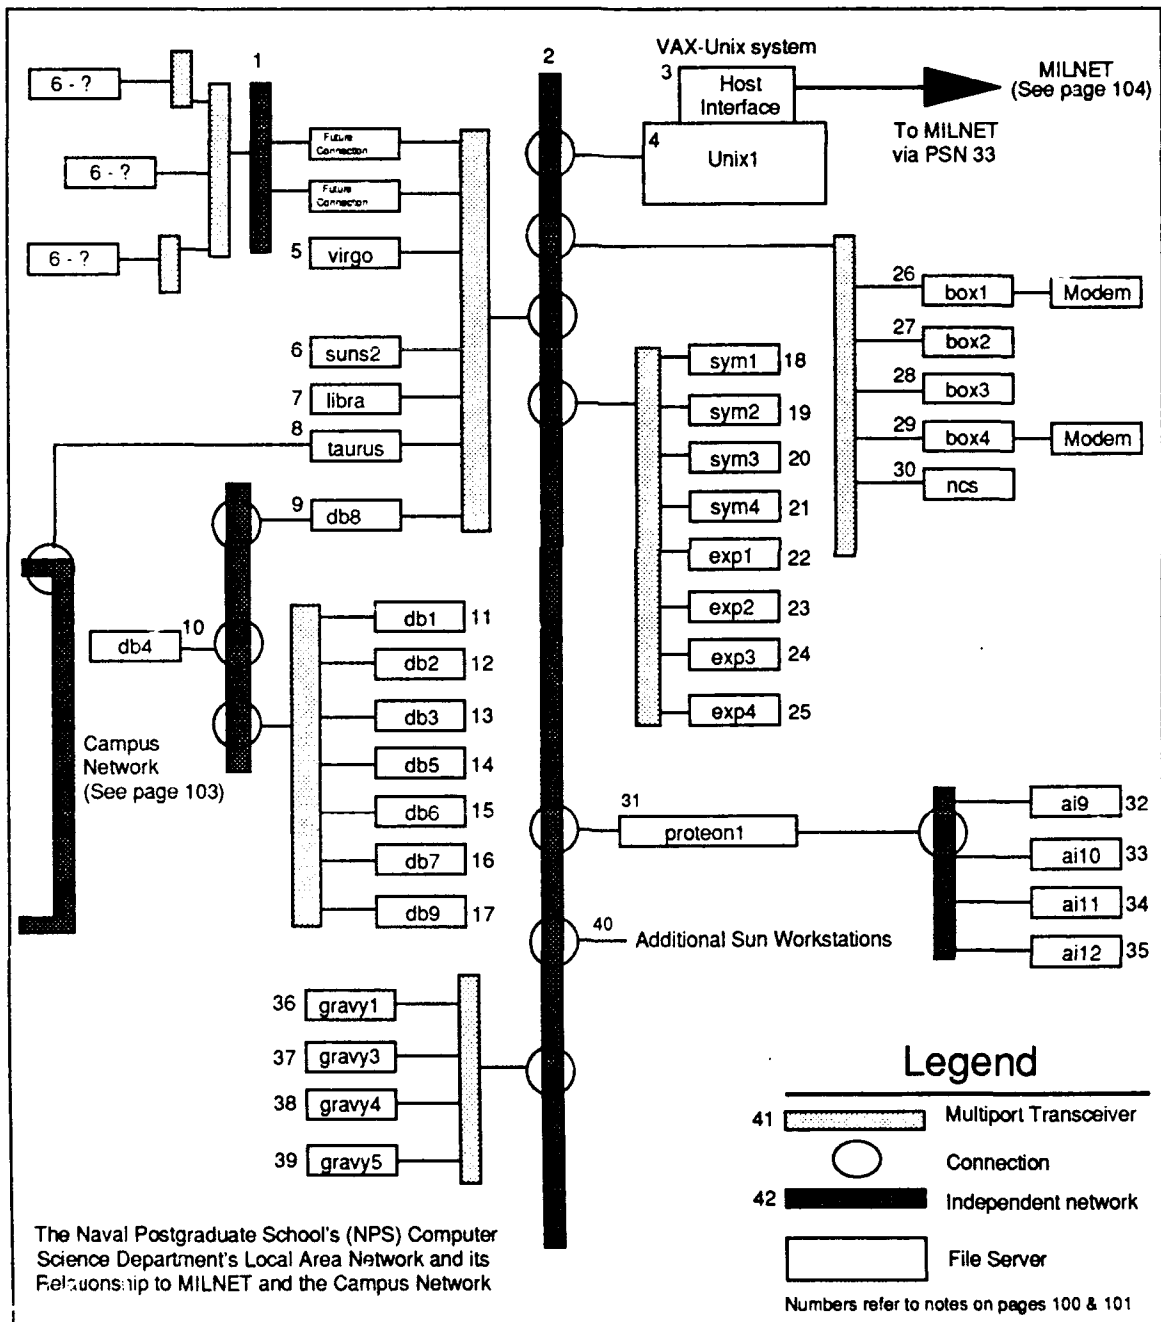 VAX-Unix system
1
2
3
Host
Interface
MILNET
(See page 104)
6 - ?
4
Unix1
To MILNET
via PSN 33
Future
Connection
6 - ?
Future
Connection
5
virgo
6 - ?
26
box1
Modem
27
box2
6
suns2
sym1
18
28
box3
7
libra
sym2
19
8
taurus
29
box4
Modem
sym3
20
30
ncs
9
db8
sym4
21
exp1
22
db1
11
exp2
23
10
db4
db2
12
exp3
24
db3
13
exp4
25
Campus
Network
(See page 103)
db5
14
db6
15
31
proteon1
ai9
32
db7
16
ai10
33
db9
17
ai11
34
40
Additional Sun Workstations
ai12
35
36
gravy1
37
gravy3
38
gravy4
39
gravy5
Legend
41
Multiport Transceiver
Connection
42
Independent network
File Server
The Naval Postgraduate School's (NPS) Computer
Science Department's Local Area Network and its
Relationship to MILNET and the Campus Network
Numbers refer to notes on pages 100 & 101